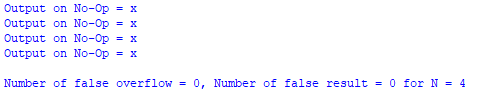 Output on No-Op = x
Output on No-Op = x
Output on No-Op = x
Output on No-Op = x
Number of false overflow = 0, Number of false result = 0 for N = 4